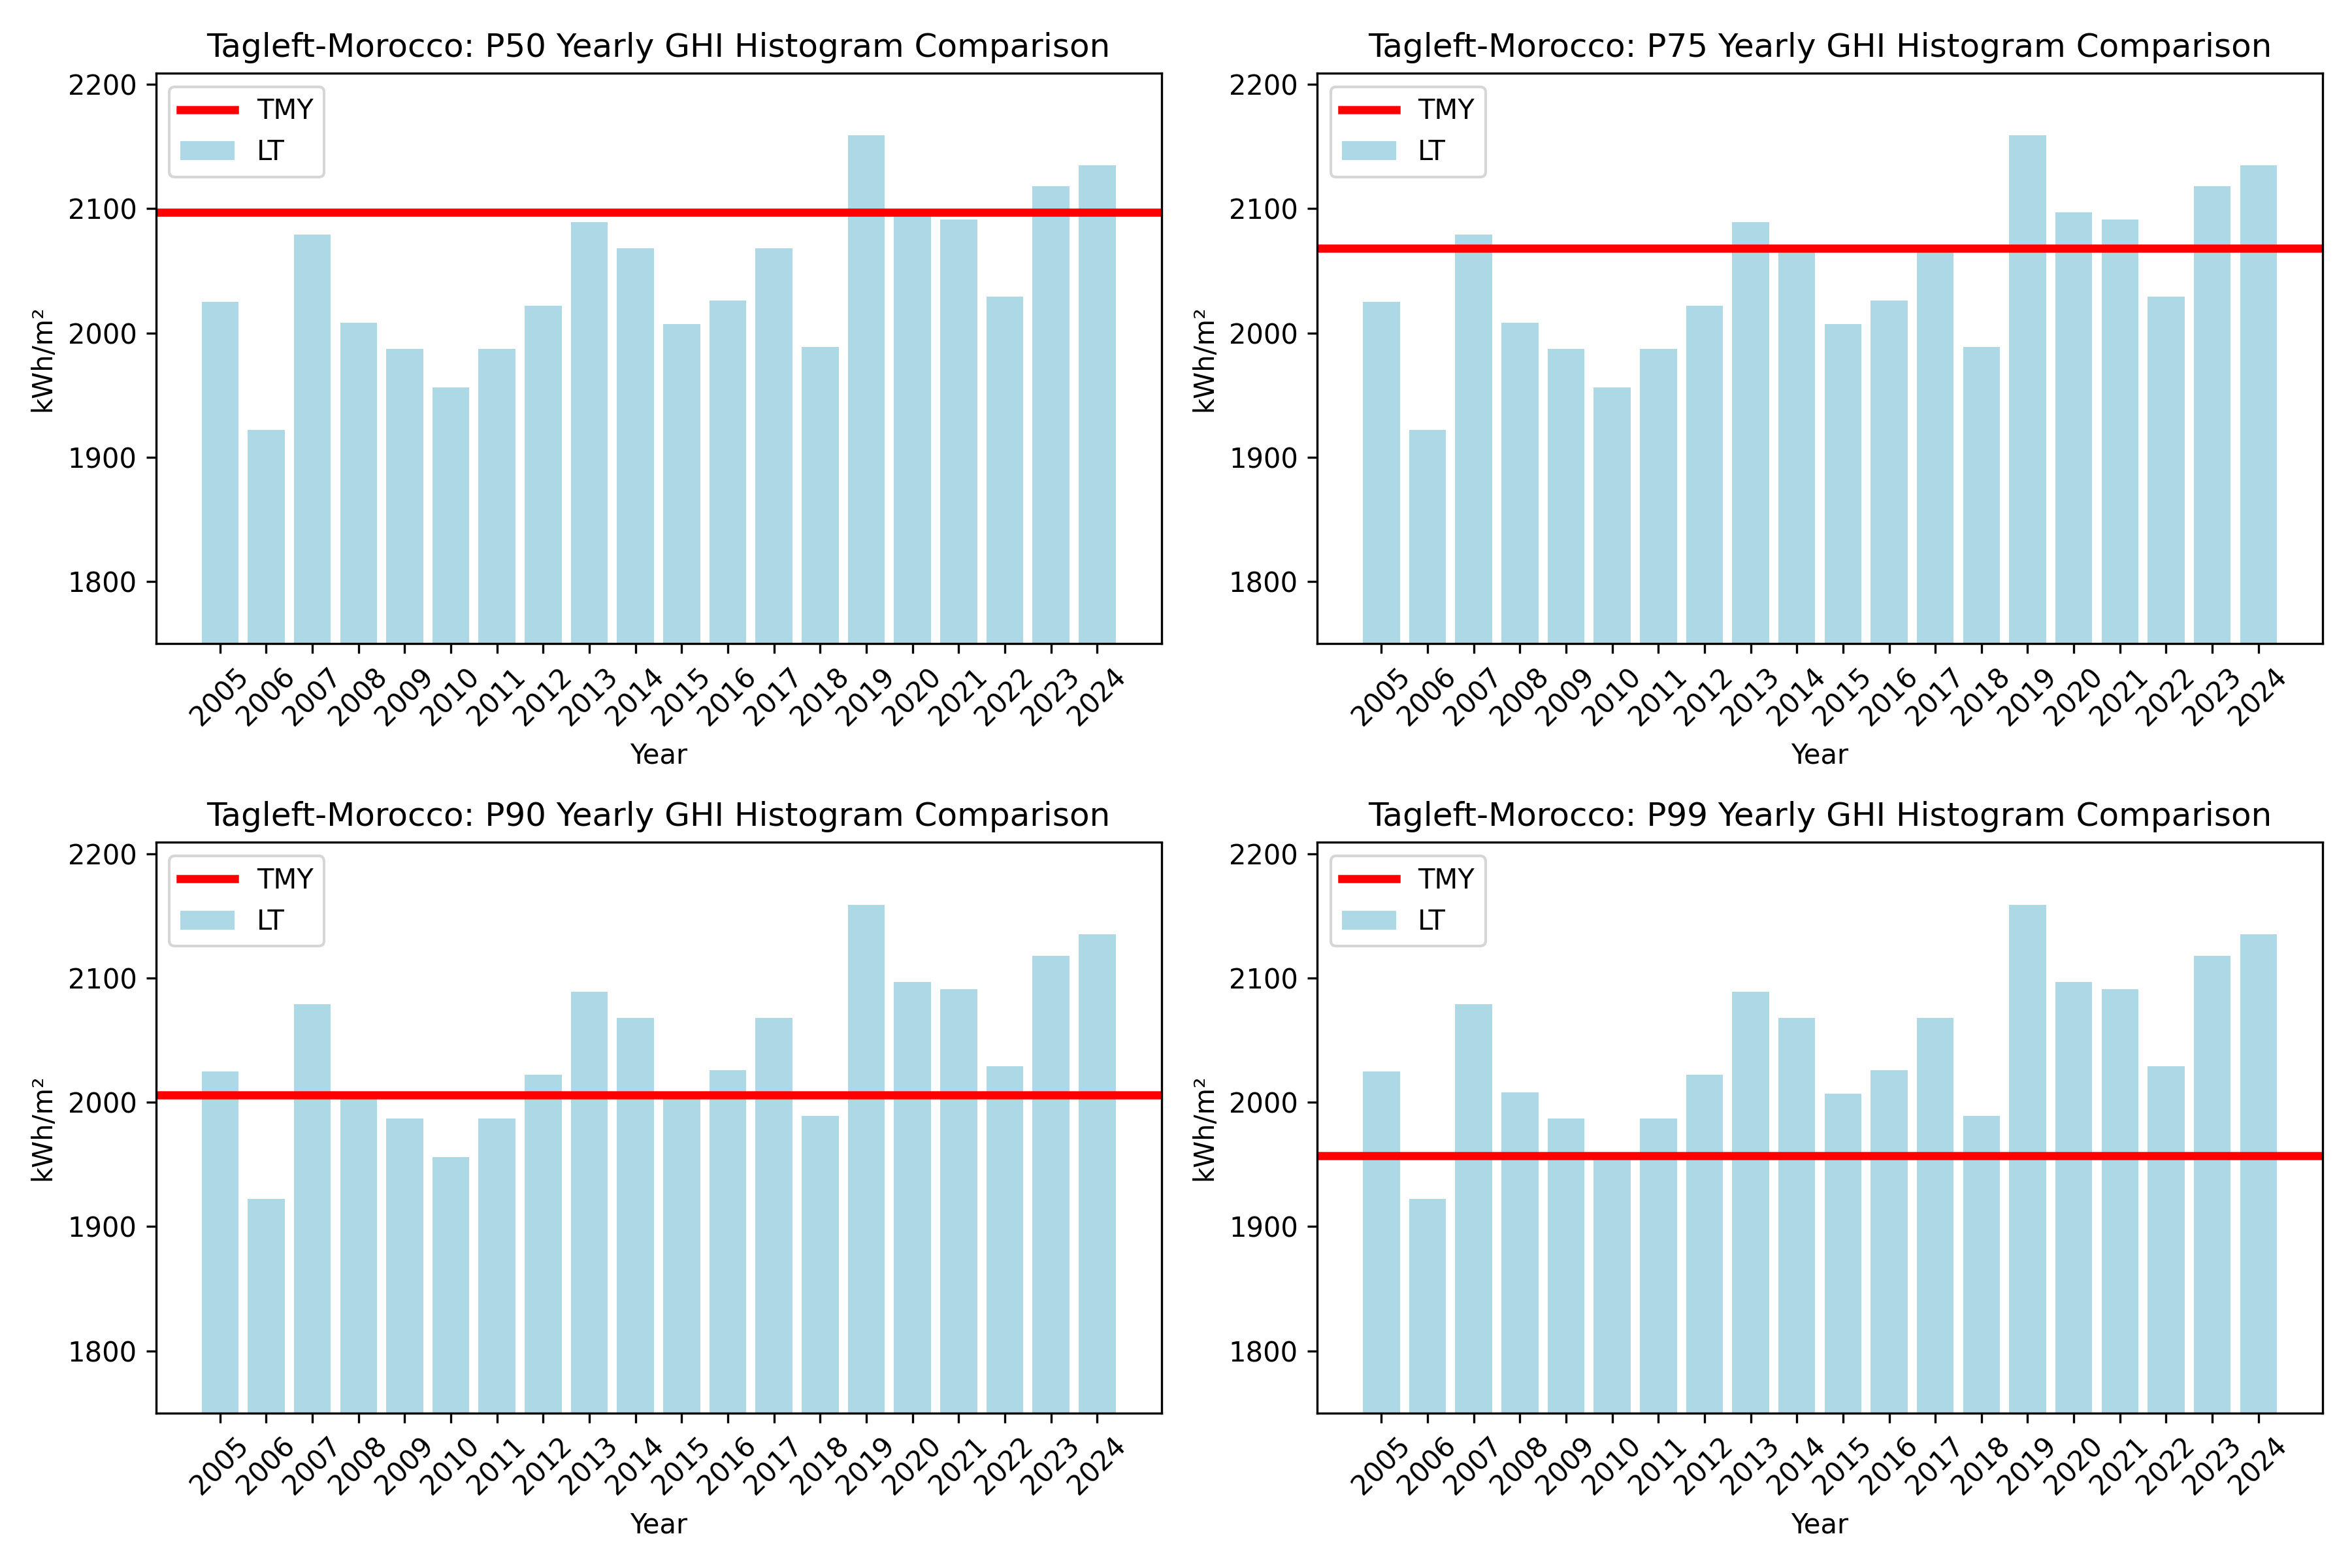 Tagleft-Morocco: P50 Yearly GHI Histogram Comparison
TMY
LT
2200
2100
2000
1900
1800
kWh/m²
2005 2006 2007 2008 2009 2010 2011 2012 2013 2014 2015 2016 2017 2018 2019 2020 2021 2022 2023 2024
Year
Tagleft-Morocco: P75 Yearly GHI Histogram Comparison
TMY
LT
2200
2100
2000
1900
1800
kWh/m²
2005 2006 2007 2008 2009 2010 2011 2012 2013 2014 2015 2016 2017 2018 2019 2020 2021 2022 2023 2024
Year
Tagleft-Morocco: P90 Yearly GHI Histogram Comparison
TMY
LT
2200
2100
2000
1900
1800
kWh/m²
2005 2006 2007 2008 2009 2010 2011 2012 2013 2014 2015 2016 2017 2018 2019 2020 2021 2022 2023 2024
Year
Tagleft-Morocco: P99 Yearly GHI Histogram Comparison
TMY
LT
2200
2100
2000
1900
1800
kWh/m²
2005 2006 2007 2008 2009 2010 2011 2012 2013 2014 2015 2016 2017 2018 2019 2020 2021 2022 2023 2024
Year